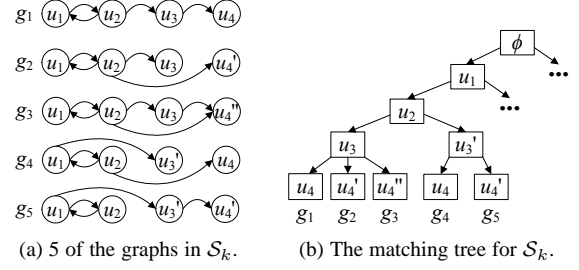 g₁ u₁ u₂ u₃ u₄
g₂ u₁ u₂ u₃ u₄'
g₃ u₁ u₂ u₃ u₄''
g₄ u₁ u₂ u₃' u₄
g₅ u₁ u₂ u₃' u₄'
(a) 5 of the graphs in 𝒮ₖ.
ϕ
u₁ •••
u₂ •••
u₃ u₃'
u₄ u₄' u₄'' u₄ u₄'
g₁ g₂ g₃ g₄ g₅
(b) The matching tree for 𝒮ₖ.